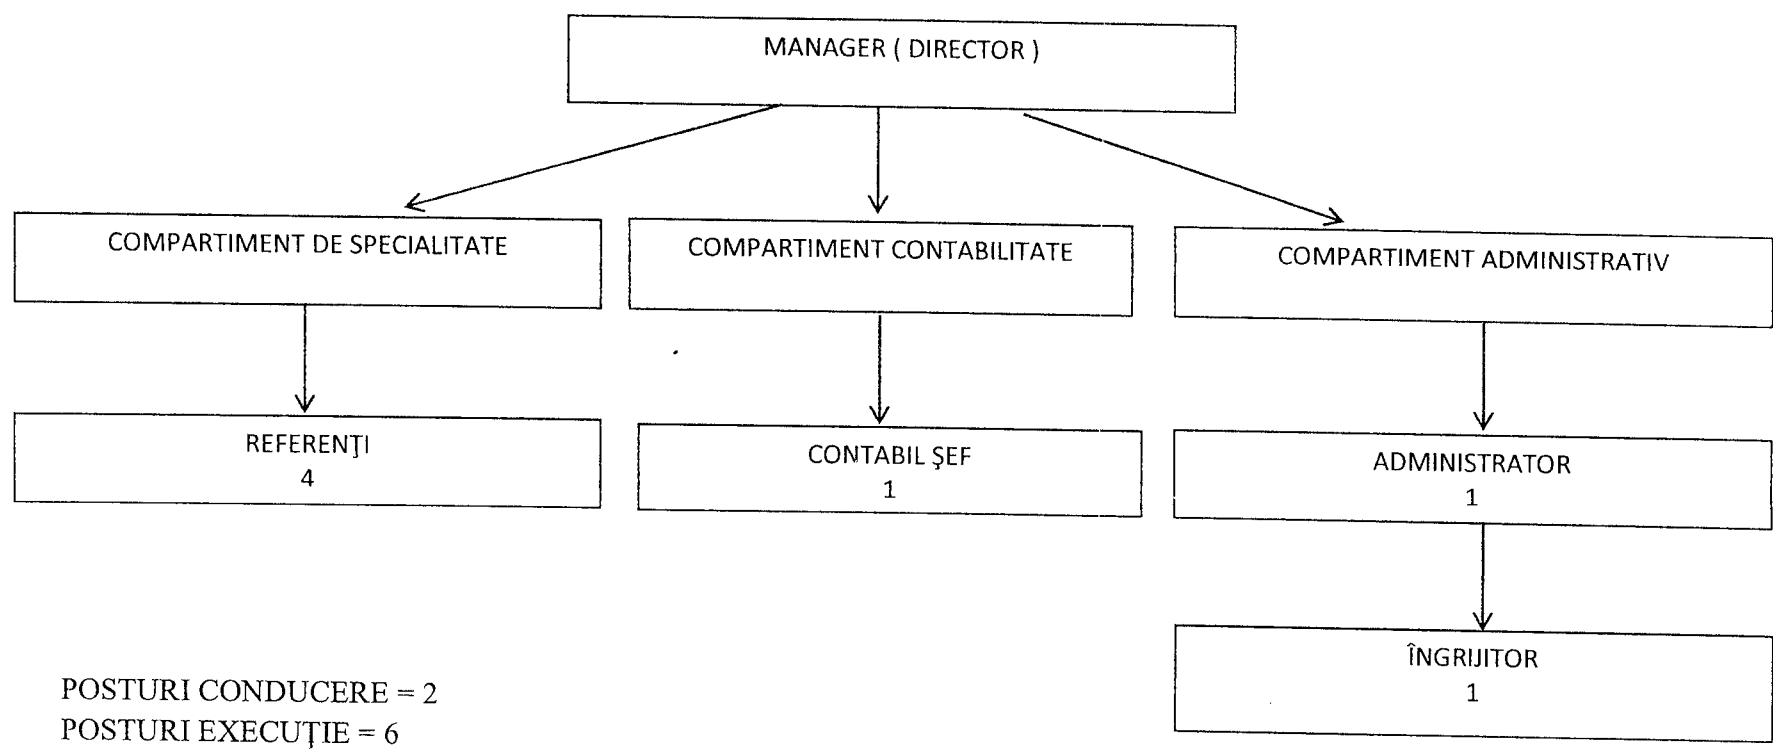 MANAGER ( DIRECTOR )
COMPARTIMENT DE SPECIALITATE
COMPARTIMENT CONTABILITATE
COMPARTIMENT ADMINISTRATIV
REFERENŢI
4
CONTABIL ŞEF
1
ADMINISTRATOR
1
ÎNGRIJITOR
1
POSTURI CONDUCERE = 2
POSTURI EXECUŢIE = 6